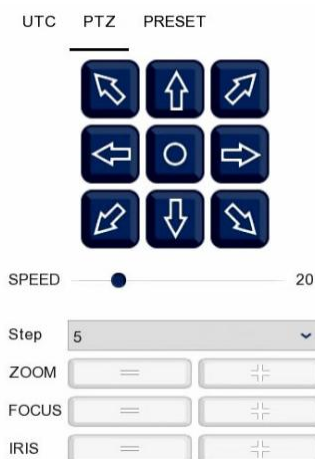 UTC PTZ PRESET
SPEED 20
Step 5
ZOOM
FOCUS
IRIS